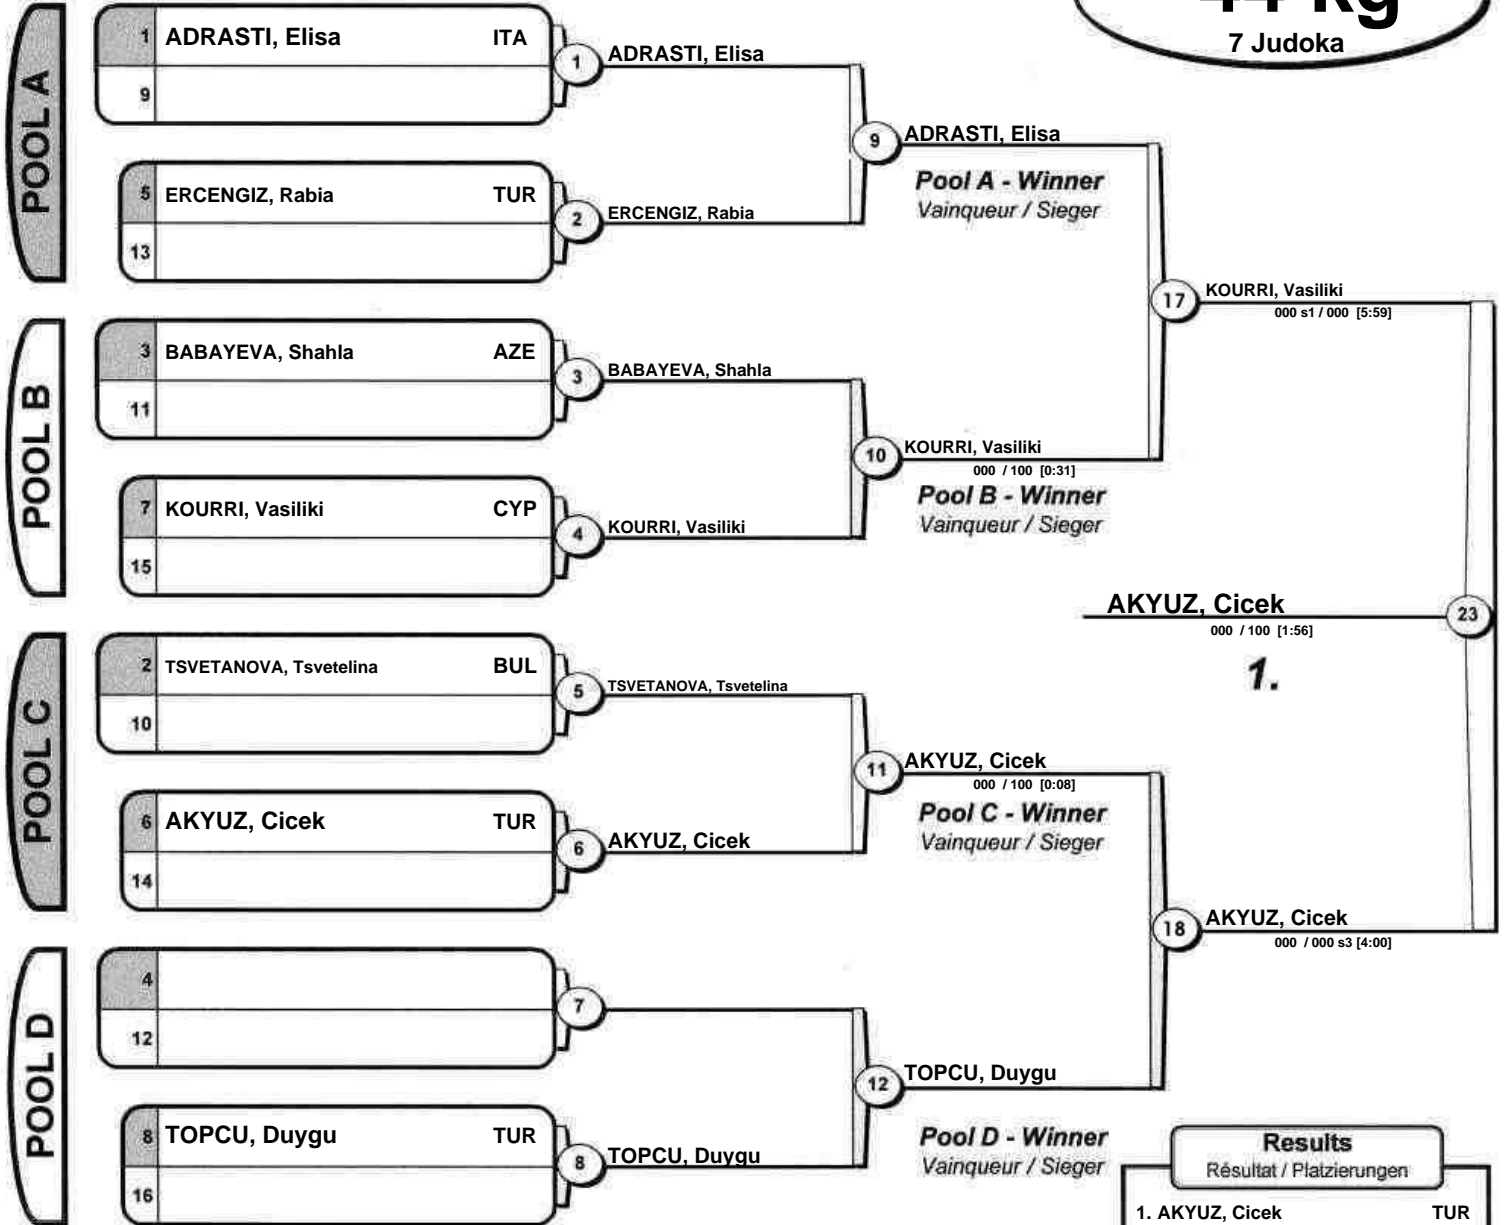 44 kg
7 Judoka
POOL A
1 ADRASTI, Elisa ITA
9
1 ADRASTI, Elisa
5 ERCENGIZ, Rabia TUR
13
2 ERCENGIZ, Rabia
9 ADRASTI, Elisa
Pool A - Winner
Vainqueur / Sieger
POOL B
3 BABAYEVA, Shahla AZE
11
3 BABAYEVA, Shahla
7 KOURRI, Vasiliki CYP
15
4 KOURRI, Vasiliki
10 KOURRI, Vasiliki
000 / 100 [0:31]
Pool B - Winner
Vainqueur / Sieger
17 KOURRI, Vasiliki
000 s1 / 000 [5:59]
AKYUZ, Cicek 23
000 / 100 [1:56]
1.
POOL C
2 TSVETANOVA, Tsvetelina BUL
10
5 TSVETANOVA, Tsvetelina
6 AKYUZ, Cicek TUR
14
6 AKYUZ, Cicek
11 AKYUZ, Cicek
000 / 100 [0:08]
Pool C - Winner
Vainqueur / Sieger
18 AKYUZ, Cicek
000 / 000 s3 [4:00]
POOL D
4
12
7
8 TOPCU, Duygu TUR
16
8 TOPCU, Duygu
12 TOPCU, Duygu
Pool D - Winner
Vainqueur / Sieger
Results
Résultat / Platzierungen
1. AKYUZ, Cicek TUR